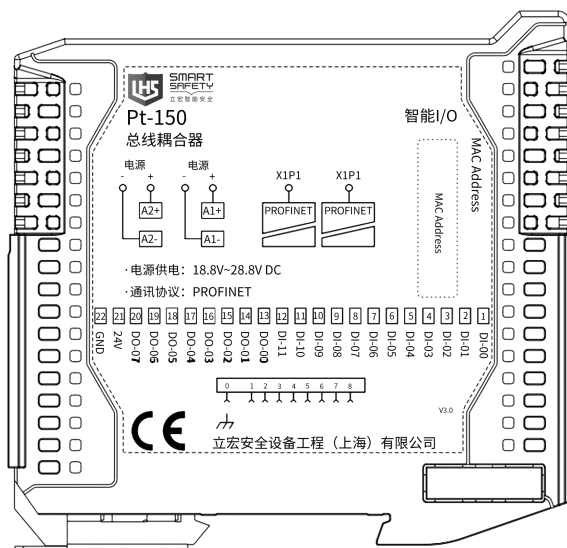 LHS SMART
SAFETY
立宏智能安全
Pt-150
智能I/O
总线耦合器
MAC Address
MAC Address
电源 电源
- + - +
X1P1 X1P1
A2+ A1+ PROFINET PROFINET
A2- A1-
·电源供电：18.8V~28.8V DC
·通讯协议：PROFINET
22 21 20 19 18 17 16 15 14 13 12 11 10 9 8 7 6 5 4 3 2 1
GND 24V DO-07 DO-06 DO-05 DO-04 DO-03 DO-02 DO-01 DO-00 DI-11 DI-10 DI-09 DI-08 DI-07 DI-06 DI-05 DI-04 DI-03 DI-02 DI-01 DI-00
0 1 2 3 4 5 6 7 8
V3.0
CE
立宏安全设备工程（上海）有限公司